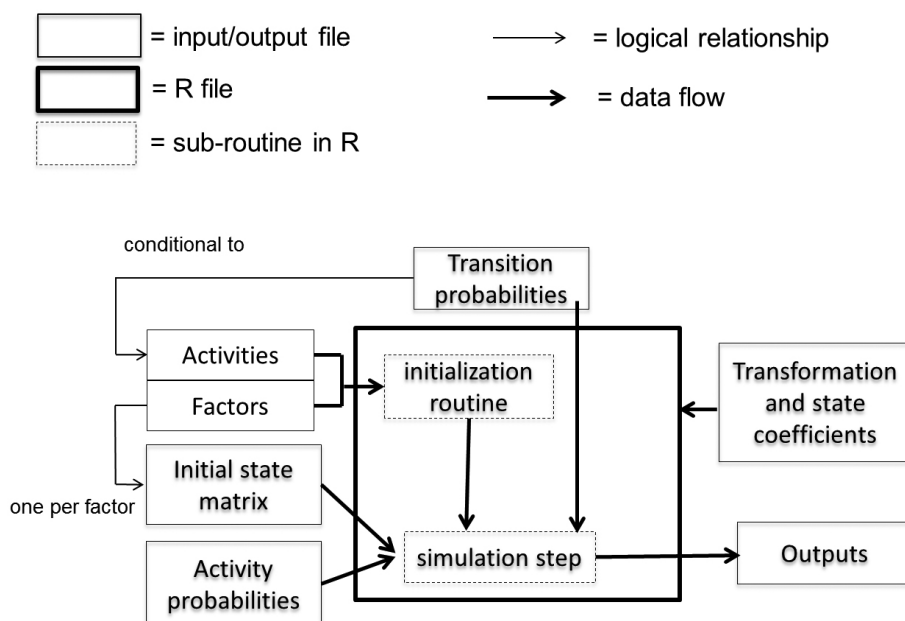 = input/output file
= R file
= sub-routine in R
= logical relationship
= data flow
conditional to
Transition
probabilities
Activities
Factors
initialization
routine
Transformation
and state
coefficients
one per factor
Initial state
matrix
Activity
probabilities
simulation step
Outputs